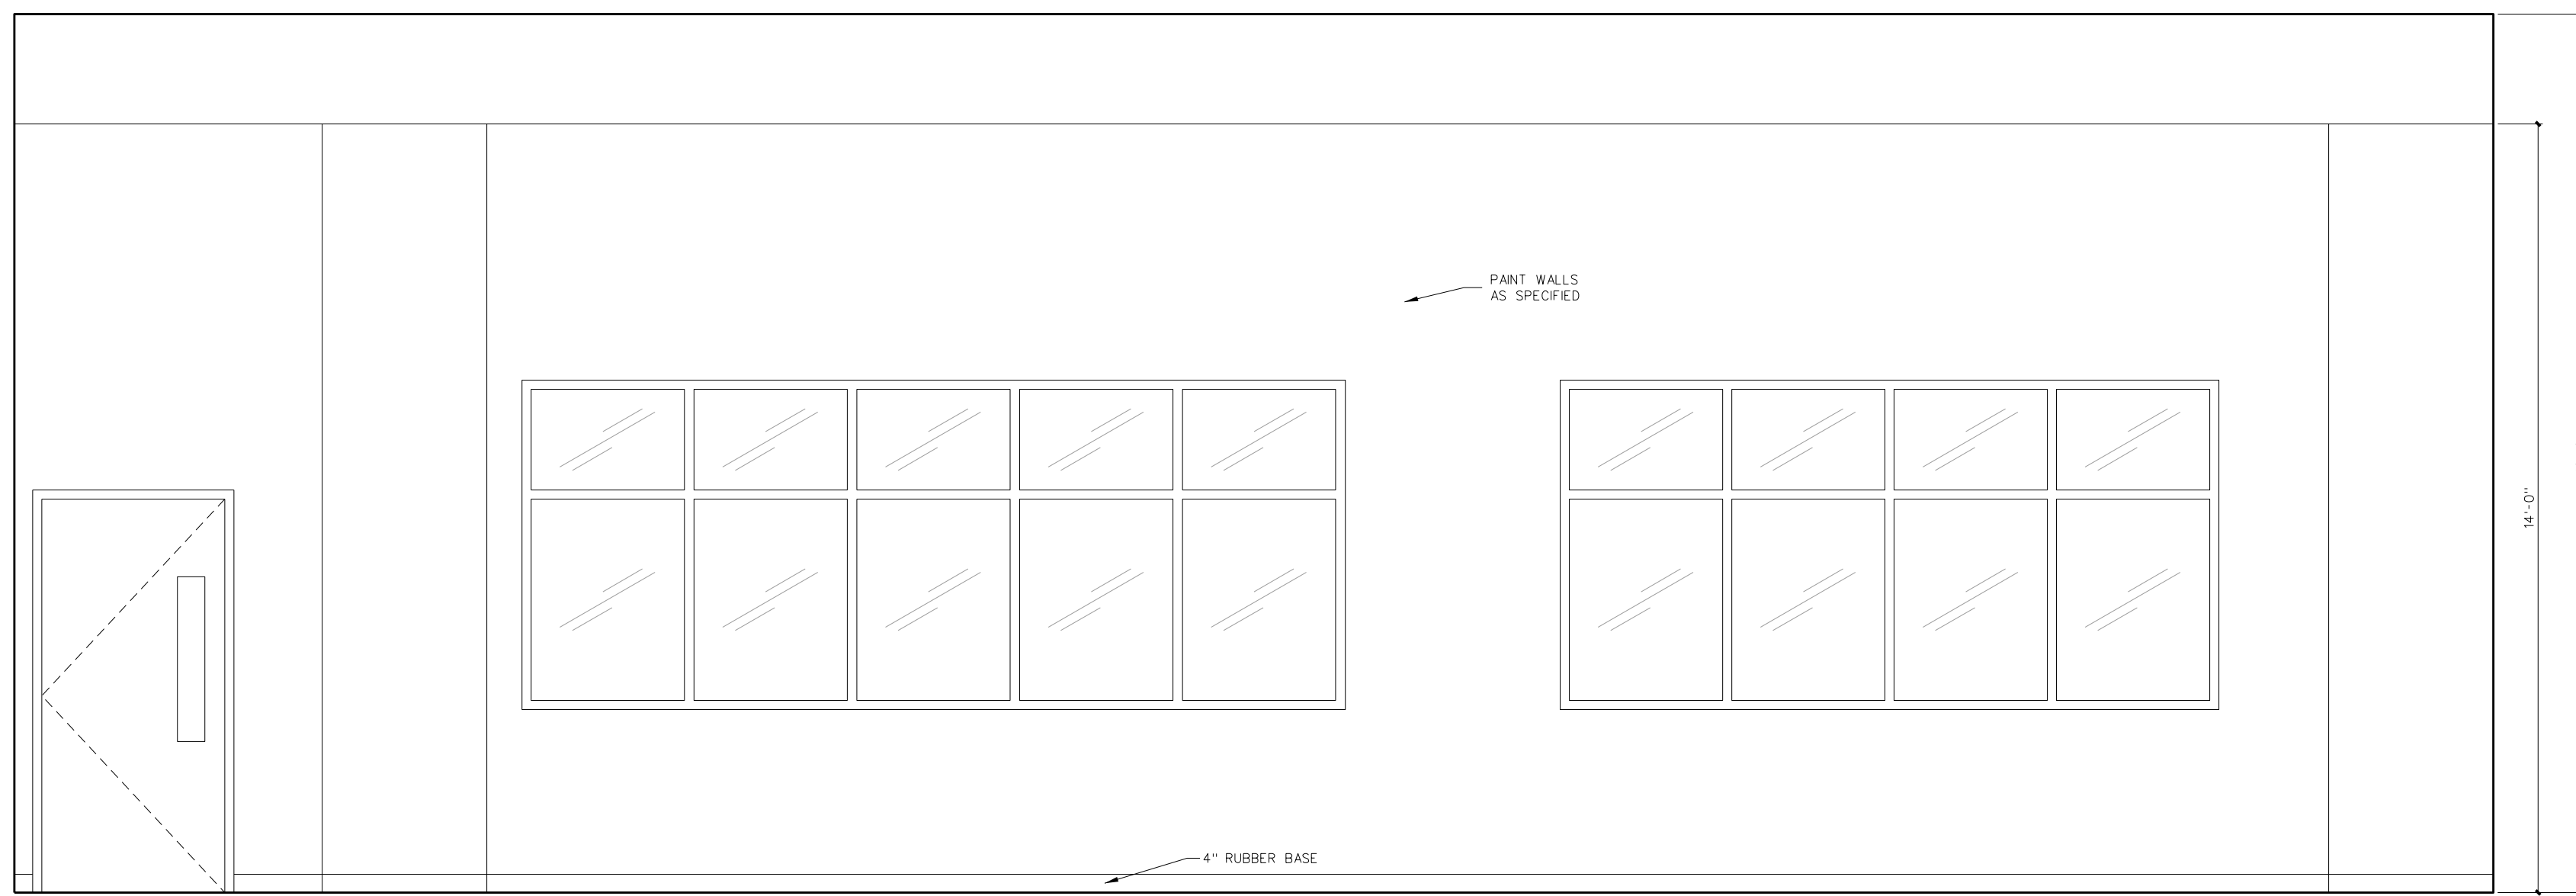 PAINT WALLS
AS SPECIFIED
14'-0"
4" RUBBER BASE